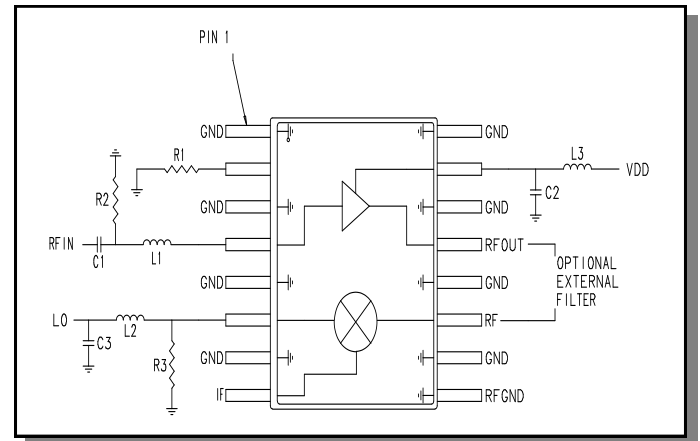 PIN 1
GND
GND
R1
L3
VDD
R2
C2
GND
GND
RFIN
C1
L1
RFOUT
OPTIONAL
EXTERNAL
FILTER
GND
GND
LO
L2
RF
C3
R3
GND
GND
IF
RFGND